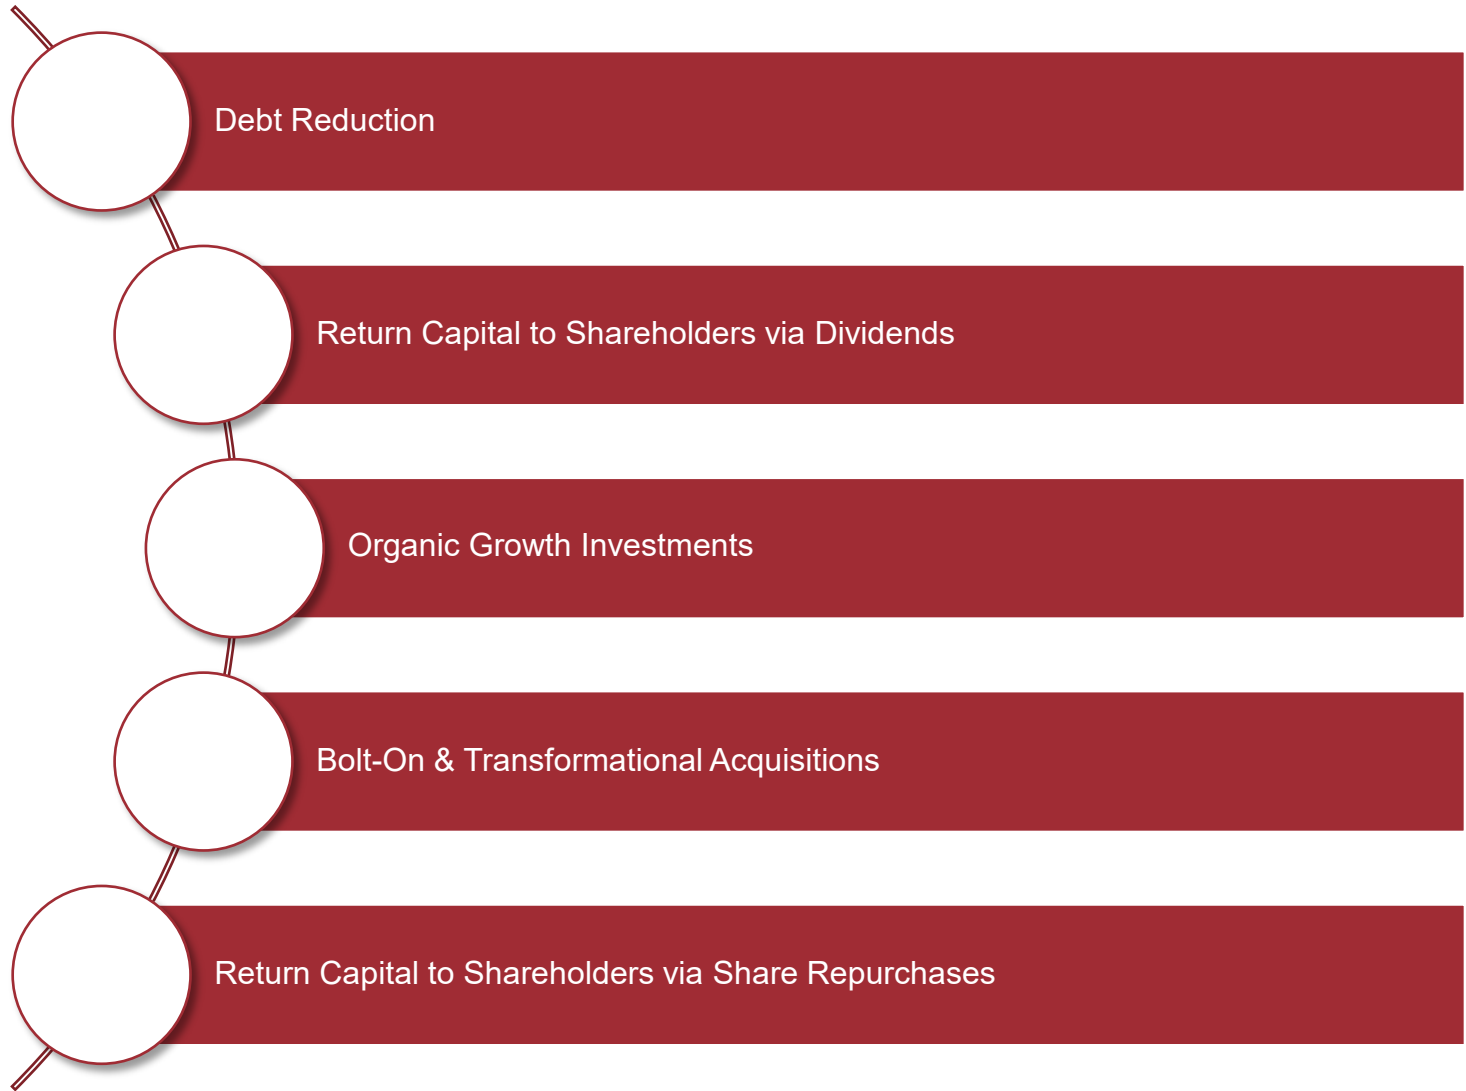 Debt Reduction
Return Capital to Shareholders via Dividends
Organic Growth Investments
Bolt-On & Transformational Acquisitions
Return Capital to Shareholders via Share Repurchases